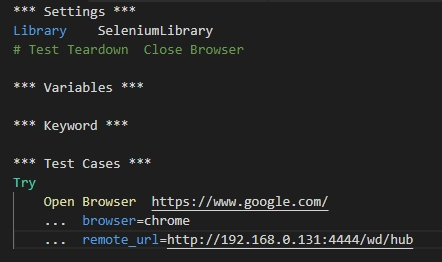 *** Settings ***
Library    SeleniumLibrary
# Test Teardown  Close Browser
*** Variables ***
*** Keyword ***
*** Test Cases ***
Try
    Open Browser  https://www.google.com/
    ...  browser=chrome
    ...  remote_url=http://192.168.0.131:4444/wd/hub